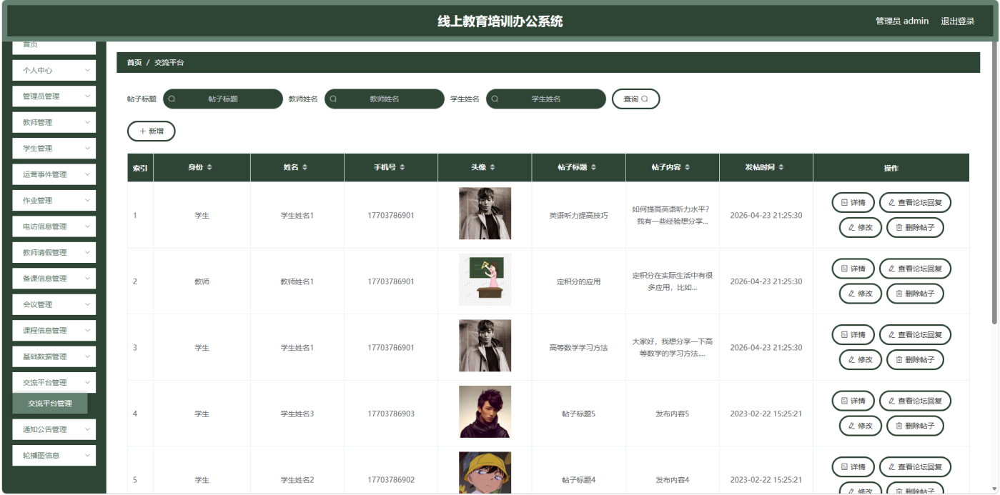 线上教育培训办公系统
管理员 admin 退出登录
首页
个人中心
管理员管理
教师管理
学生管理
运营事件管理
作业管理
电访信息管理
教师请假管理
备课信息管理
会议管理
课程信息管理
基础数据管理
交流平台管理
交流平台管理
通知公告管理
轮播图信息
首页 / 交流平台
帖子标题 帖子标题 教师姓名 教师姓名 学生姓名 学生姓名 查询
新增
索引 身份 姓名 手机号 头像 帖子标题 帖子内容 发帖时间 操作
1 学生 学生姓名1 17703786901 英语听力提高技巧 如何提高英语听力水平?
我有一些经验想分享... 2026-04-23 21:25:30 详情 查看论坛回复
修改 删除帖子
2 教师 教师姓名1 17703786901 定积分的应用 定积分在实际生活中有很
多应用，比如... 2026-04-23 21:25:30 详情 查看论坛回复
修改 删除帖子
3 学生 学生姓名1 17703786901 高等数学学习方法 大家好，我想分享一下高
等数学的学习方法.... 2026-04-23 21:25:30 详情 查看论坛回复
修改 删除帖子
4 学生 学生姓名3 17703786903 帖子标题5 发布内容5 2023-02-22 15:25:21 详情 查看论坛回复
修改 删除帖子
5 学生 学生姓名2 17703786902 帖子标题4 发布内容4 2023-02-22 15:25:21 详情 查看论坛回复
修改 删除帖子